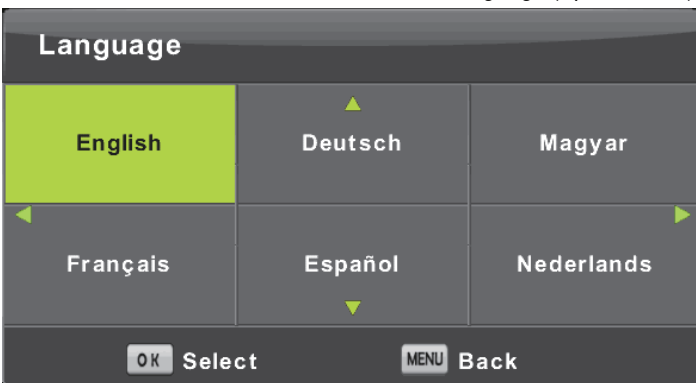 Language
English Deutsch Magyar
Français Español Nederlands
OK Select MENU Back